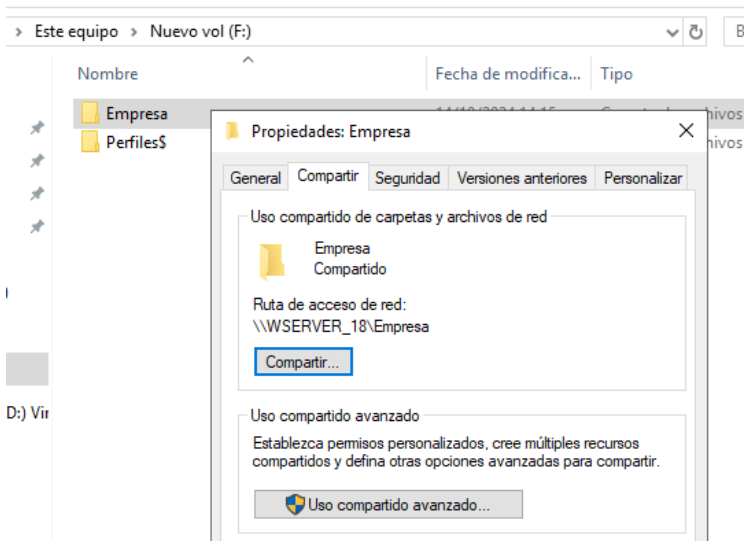 > Este equipo > Nuevo vol (F:)
Nombre Fecha de modifica... Tipo
Empresa
Perfiles$
hivos
hivos
Propiedades: Empresa
General Compartir Seguridad Versiones anteriores Personalizar
Uso compartido de carpetas y archivos de red
Empresa
Compartido
Ruta de acceso de red:
\\WSERVER_18\Empresa
Compartir...
D:) Vir
Uso compartido avanzado
Establezca permisos personalizados, cree múltiples recursos
compartidos y defina otras opciones avanzadas para compartir.
Uso compartido avanzado...